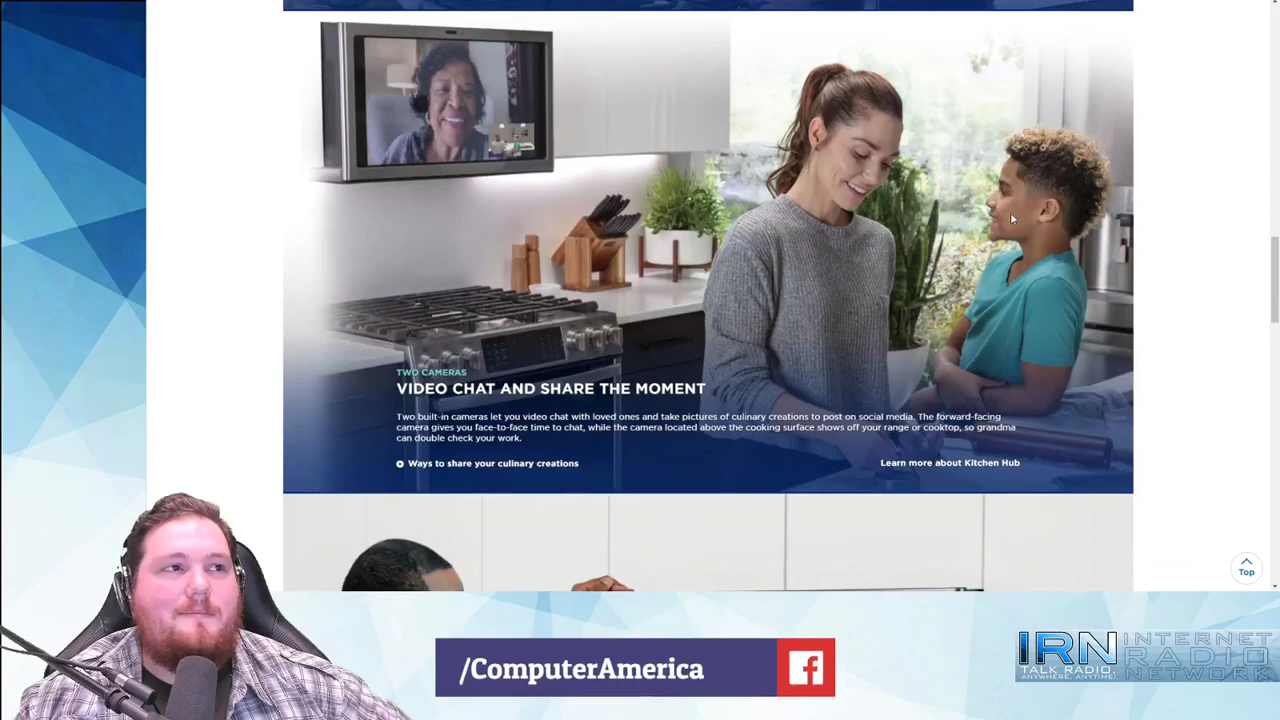 TWO CAMERAS
VIDEO CHAT AND SHARE THE MOMENT
Two built-in cameras let you video chat with loved ones and take pictures of culinary creations to post on social media. The forward-facing
camera gives you face-to-face time to chat, while the camera located above the cooking surface shows off your range or cooktop, so grandma
can double check your work.
Ways to share your culinary creations
Learn more about Kitchen Hub
Top
/ComputerAmerica
f
IRN
TALK RADIO
ANYWHERE, ANYTIME!
INTERNET
RADIO
NETWORK